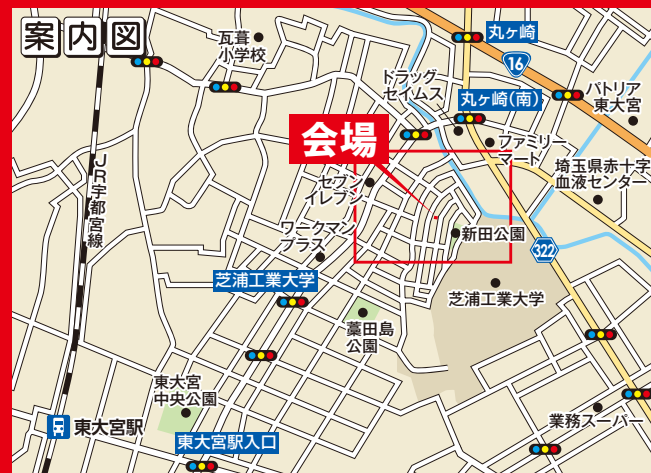 案内図
瓦葺
小学校
丸ヶ崎
16
ドラッグ
セイムス
丸ヶ崎(南)
パトリア
東大宮
会場
ファミリー
マート
埼玉県赤十字
血液センター
JR宇都宮線
セブン
イレブン
ワークマン
プラス
新田公園
322
芝浦工業大学
芝浦工業大学
藁田島
公園
東大宮
中央公園
業務スーパー
東大宮駅
東大宮駅入口